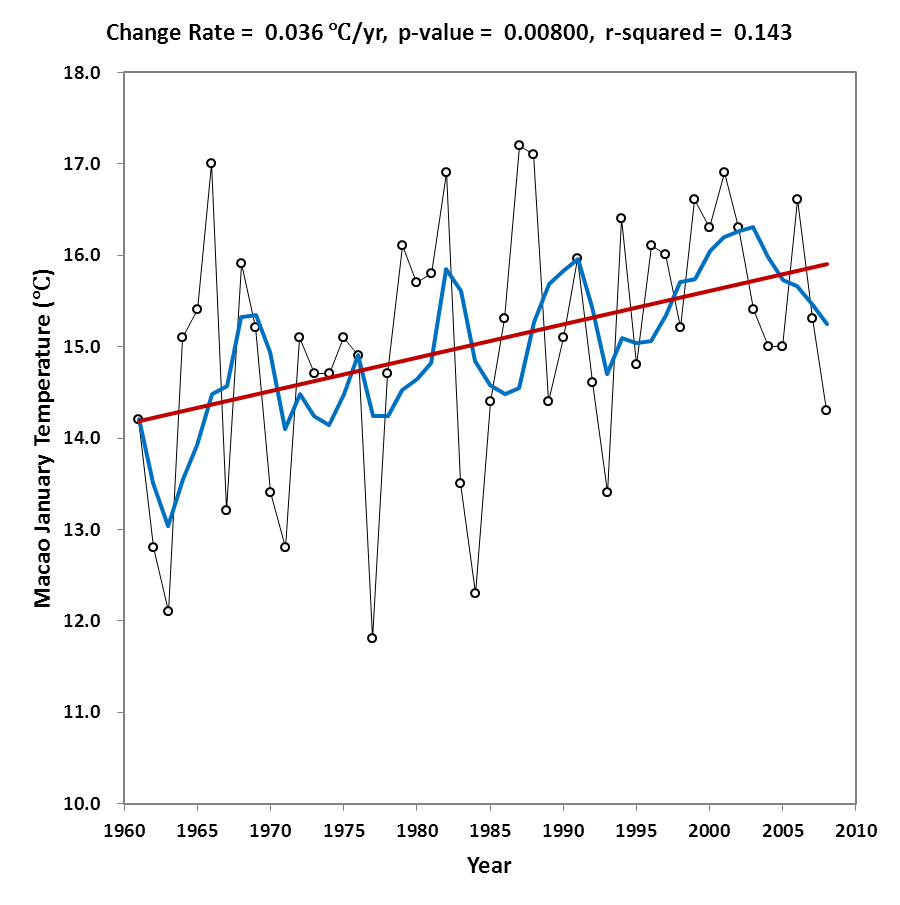 Change Rate = 0.036 ℃/yr, p-value = 0.00800, r-squared = 0.143
18.0
17.0
16.0
15.0
14.0
13.0
12.0
11.0
10.0
Macao January Temperature (℃)
1960 1965 1970 1975 1980 1985 1990 1995 2000 2005 2010
Year